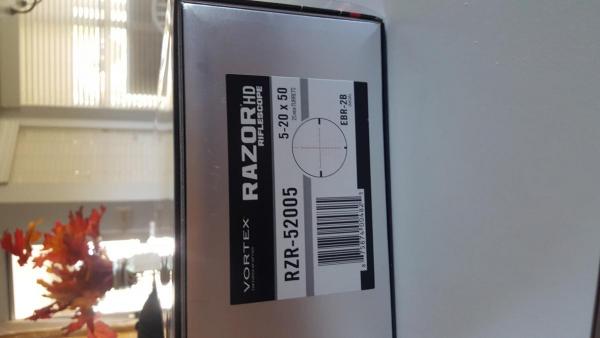 VORTEX
RAZOR HD
RIFLESCOPE
RZR-52005
5-20 x 50
EBR-2B